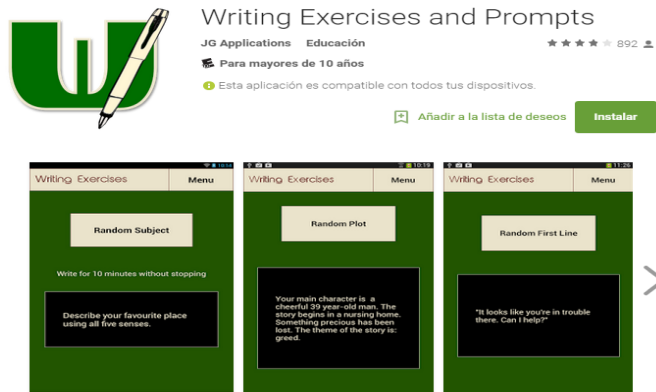 Writing Exercises and Prompts
JG Applications Educación
892
Para mayores de 10 años
Esta aplicación es compatible con todos tus dispositivos.
Añadir a la lista de deseos
Instalar
Writing Exercises Menu
Random Subject
Write for 10 minutes without stopping
Describe your favourite place
using all five senses.
10:19
Writing Exercises Menu
Random Plot
Your main character is a
cheerful 39 year-old man. The
story begins in a nursing home.
Something precious has been
lost. The theme of the story is:
greed.
11:26
Writing Exercises Menu
Random First Line
"It looks like you're in trouble
there. Can I help?"